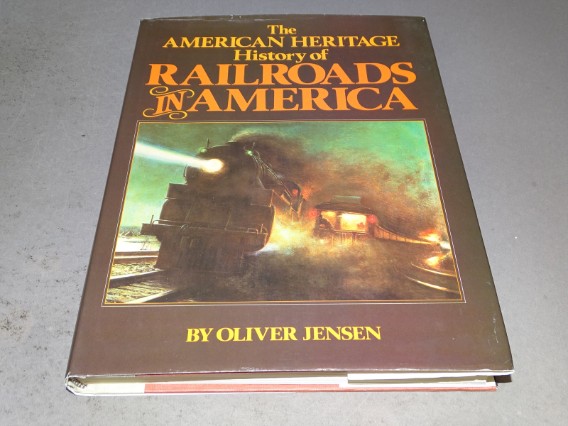 The
AMERICAN HERITAGE
History of
RAILROADS
IN AMERICA
BY OLIVER JENSEN